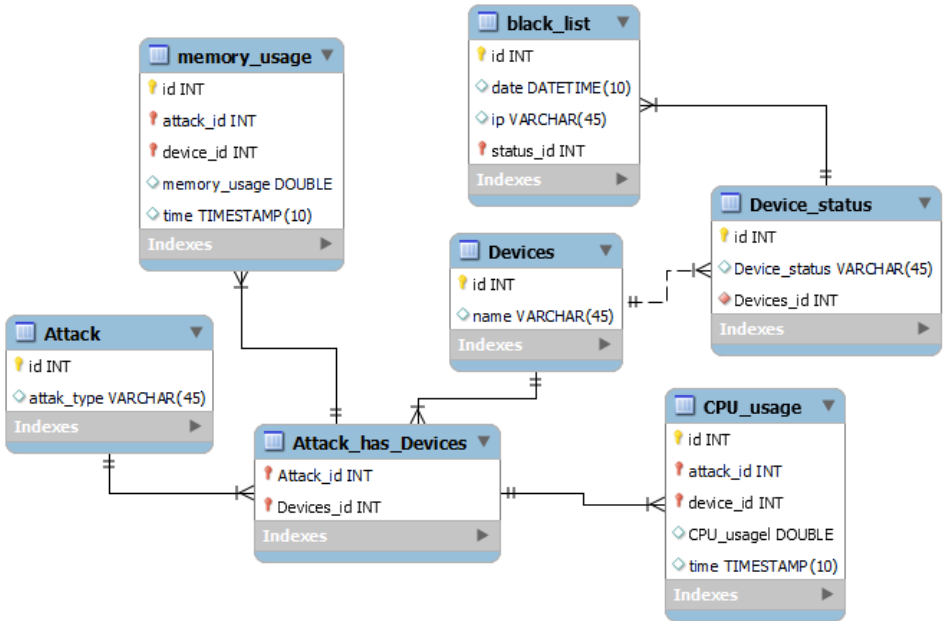 memory_usage
id INT
attack_id INT
device_id INT
memory_usage DOUBLE
time TIMESTAMP(10)
Indexes
black_list
id INT
date DATETIME(10)
ip VARCHAR(45)
status_id INT
Indexes
Device_status
id INT
Device_status VARCHAR(45)
Devices_id INT
Indexes
Devices
id INT
name VARCHAR(45)
Indexes
Attack
id INT
attak_type VARCHAR(45)
Indexes
Attack_has_Devices
Attack_id INT
Devices_id INT
Indexes
CPU_usage
id INT
attack_id INT
device_id INT
CPU_usagel DOUBLE
time TIMESTAMP(10)
Indexes